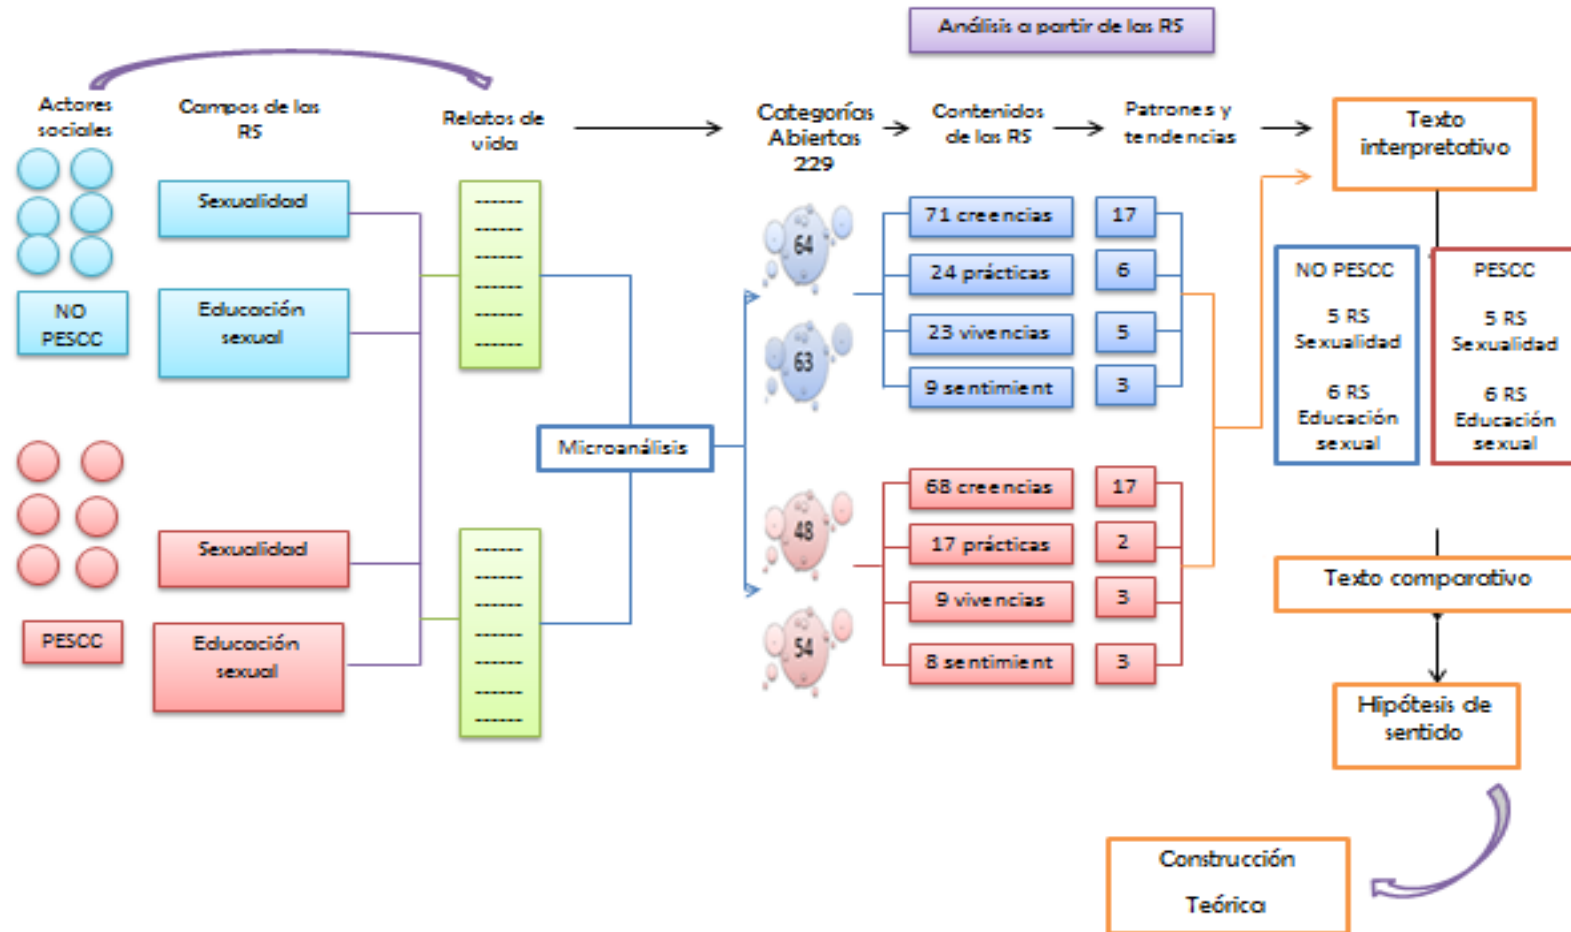 Análisis a partir de las RS
Actores
sociales
Campos de las
RS
Relatos de
vida
Categorías
Abiertas
229
Contenidos
de las RS
Patrones y
tendencias
Texto
interpretativo
NO
PESCC
Sexualidad
Educación
sexual
------
------
------
------
------
------
------
64
63
71 creencias
24 prácticas
23 vivencias
9 sentimient
17
6
5
3
NO PESCC
5 RS
Sexualidad
6 RS
Educación
sexual
PESCC
5 RS
Sexualidad
6 RS
Educación
sexual
Microanálisis
PESCC
Sexualidad
Educación
sexual
------
------
------
------
------
------
------
------
48
54
68 creencias
17 prácticas
9 vivencias
8 sentimient
17
2
3
3
Texto comparativo
Hipótesis de
sentido
Construcción
Teórica